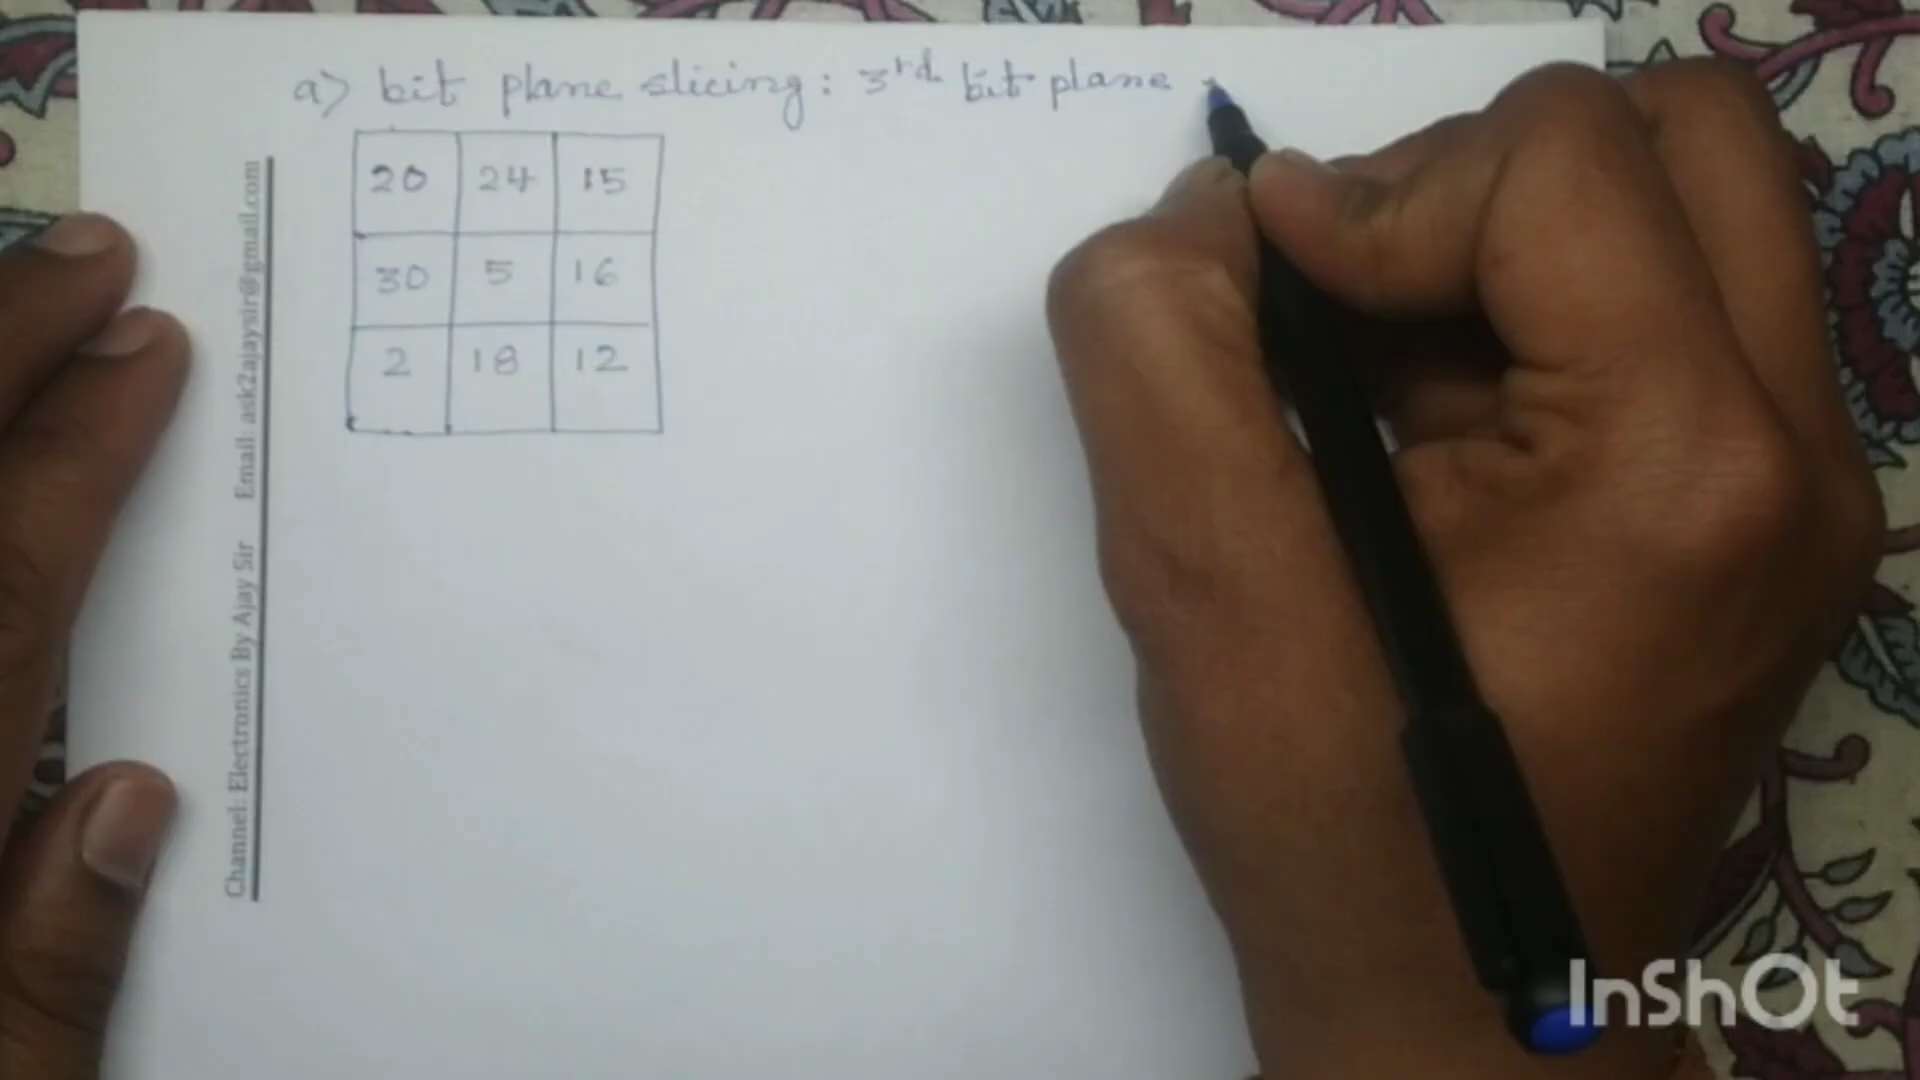 a) bit plane slicing: 3rd bit plane
20 24 15
30 5 16
2 18 12
Channel: Electronics By Ajay Sir Email: ask2ajaysir@gmail.com
InShOt